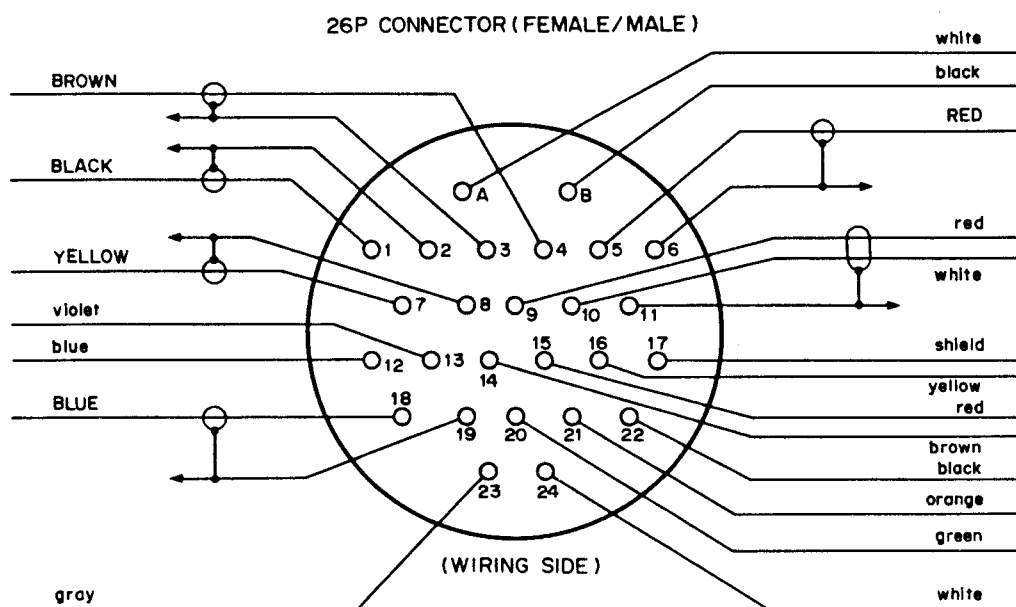 26P CONNECTOR (FEMALE/MALE)
white
BROWN
black
RED
BLACK
A
B
1
2
3
4
5
6
red
YELLOW
white
7
8
9
10
11
violet
blue
12
13
14
15
16
17
shield
yellow
BLUE
18
19
20
21
22
red
brown
black
23
24
orange
green
(WIRING SIDE)
gray
white